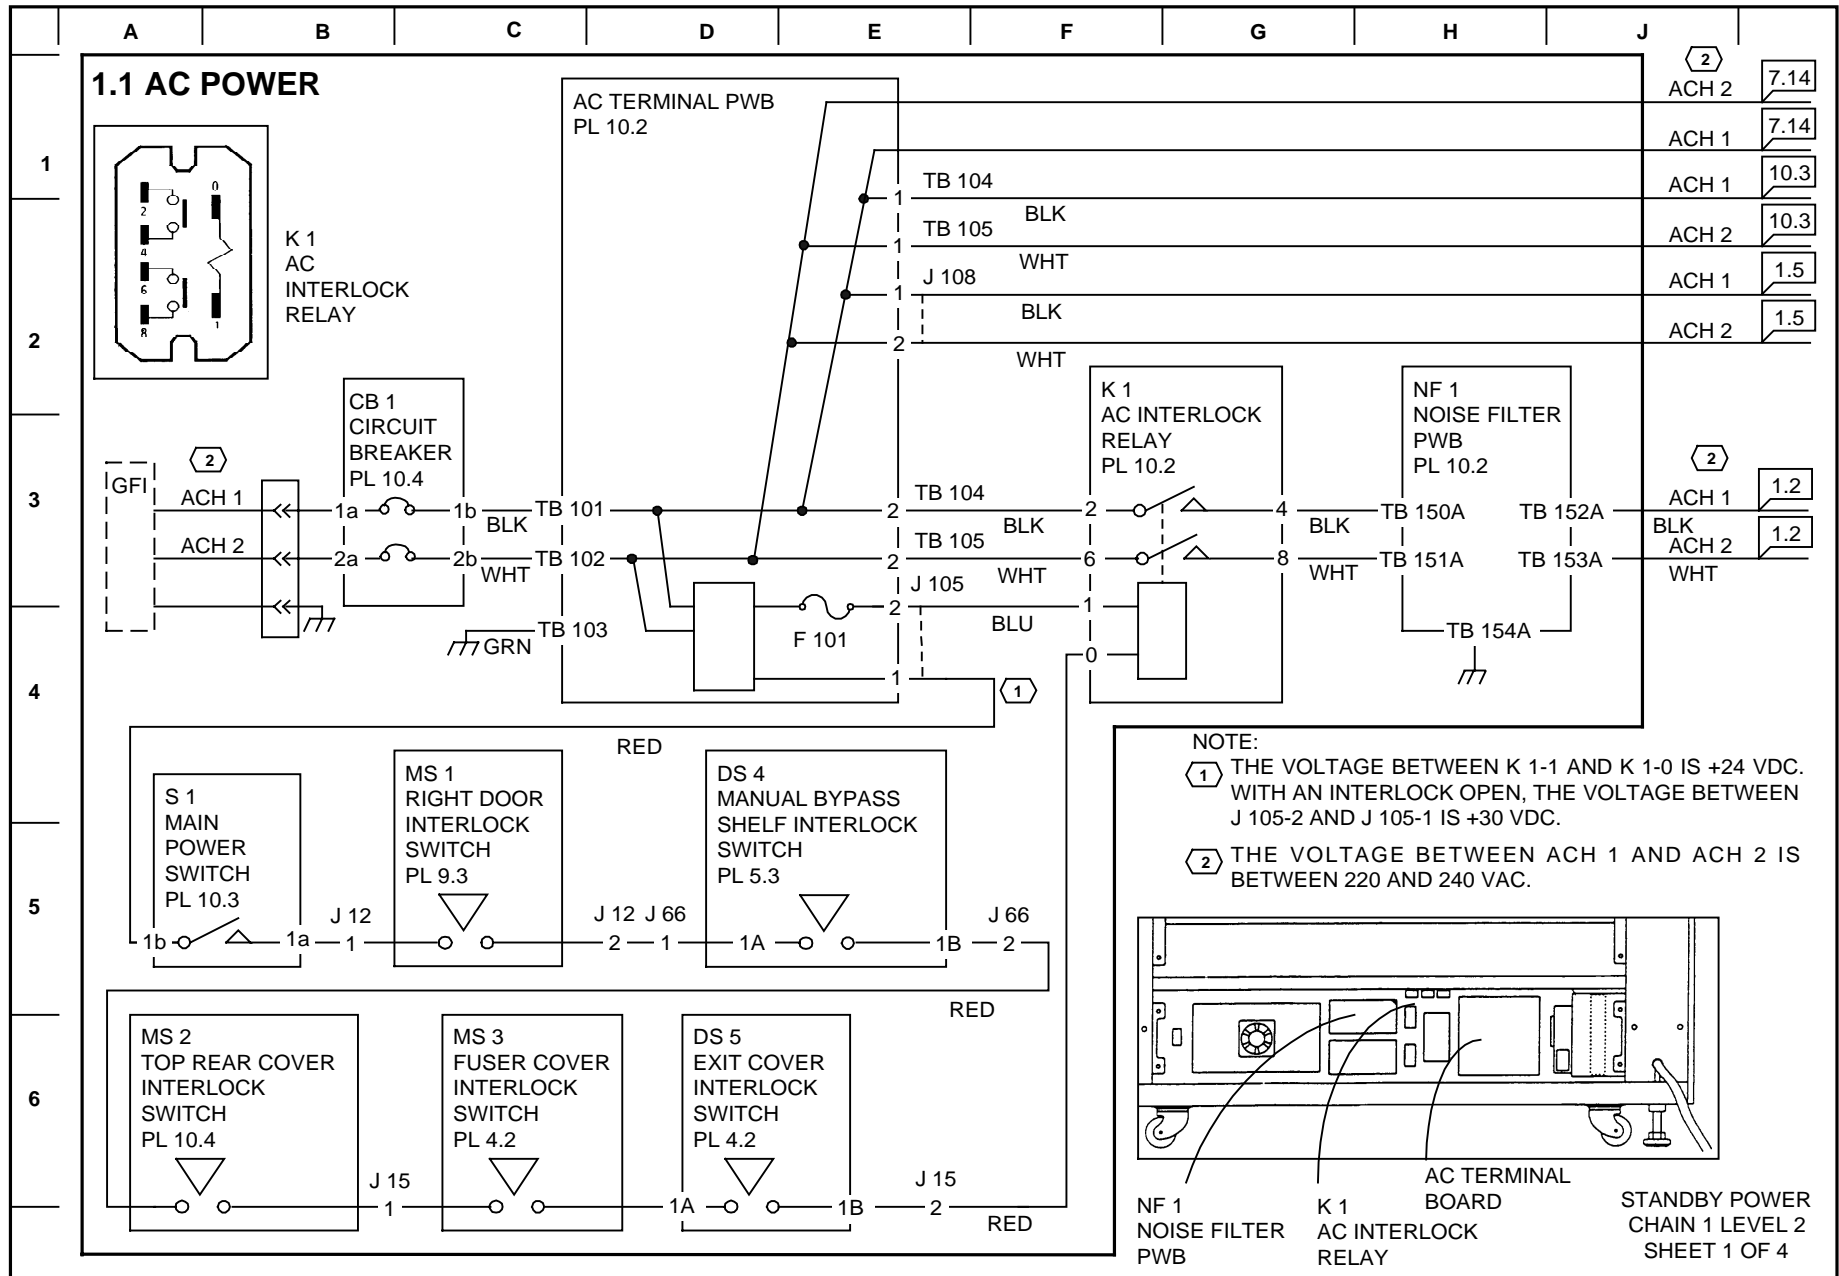 A B C D E F G H J
1.1 AC POWER
AC TERMINAL PWB
PL 10.2
2
ACH 2 7.14
ACH 1 7.14
1
TB 104
1
BLK
ACH 1 10.3
TB 105
1
WHT
ACH 2 10.3
J 108
1
BLK
ACH 1 1.5
2
2
WHT
ACH 2 1.5
0
2
4
6
8
1
K 1
AC
INTERLOCK
RELAY
CB 1
CIRCUIT
BREAKER
PL 10.4
K 1
AC INTERLOCK
RELAY
PL 10.2
NF 1
NOISE FILTER
PWB
PL 10.2
3
GFI
2
ACH 1
1a 1b
BLK
TB 101
2
TB 104
BLK
2 4
BLK
TB 150A
TB 152A
2
ACH 1 1.2
BLK
ACH 2
2a 2b
WHT
TB 102
2
TB 105
WHT
6 8
WHT
TB 151A
TB 153A
ACH 2 1.2
WHT
J 105
F 101
2
BLU
1
GRN
TB 103
0
TB 154A
4
1
1
RED
NOTE:
1 THE VOLTAGE BETWEEN K 1-1 AND K 1-0 IS +24 VDC.
WITH AN INTERLOCK OPEN, THE VOLTAGE BETWEEN
J 105-2 AND J 105-1 IS +30 VDC.
2 THE VOLTAGE BETWEEN ACH 1 AND ACH 2 IS
BETWEEN 220 AND 240 VAC.
5
S 1
MAIN
POWER
SWITCH
PL 10.3
1b 1a
J 12
1
MS 1
RIGHT DOOR
INTERLOCK
SWITCH
PL 9.3
J 12 J 66
2 1
DS 4
MANUAL BYPASS
SHELF INTERLOCK
SWITCH
PL 5.3
1A 1B
J 66
2
RED
6
MS 2
TOP REAR COVER
INTERLOCK
SWITCH
PL 10.4
J 15
1
MS 3
FUSER COVER
INTERLOCK
SWITCH
PL 4.2
DS 5
EXIT COVER
INTERLOCK
SWITCH
PL 4.2
1A 1B
J 15
2
RED
NF 1
NOISE FILTER
PWB
K 1
AC INTERLOCK
RELAY
AC TERMINAL
BOARD
STANDBY POWER
CHAIN 1 LEVEL 2
SHEET 1 OF 4